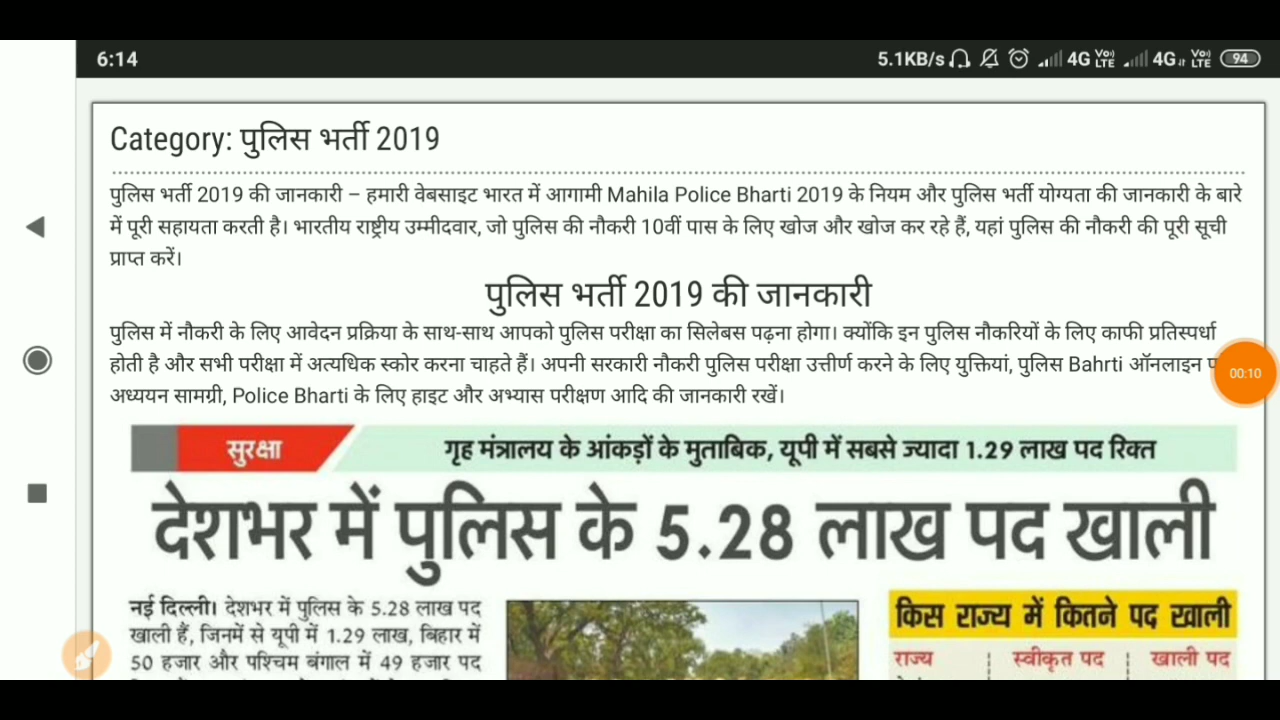 6:14
5.1KB/s 4G Vo) LTE 4G Vo) LTE 94
Category: पुलिस भर्ती 2019
पुलिस भर्ती 2019 की जानकारी – हमारी वेबसाइट भारत में आगामी Mahila Police Bharti 2019 के नियम और पुलिस भर्ती योग्यता की जानकारी के बारे
में पूरी सहायता करती है। भारतीय राष्ट्रीय उम्मीदवार, जो पुलिस की नौकरी 10वीं पास के लिए खोज और खोज कर रहे हैं, यहां पुलिस की नौकरी की पूरी सूची
प्राप्त करें।
पुलिस भर्ती 2019 की जानकारी
पुलिस में नौकरी के लिए आवेदन प्रक्रिया के साथ-साथ आपको पुलिस परीक्षा का सिलेबस पढ़ना होगा। क्योंकि इन पुलिस नौकरियों के लिए काफी प्रतिस्पर्धा
होती है और सभी परीक्षा में अत्यधिक स्कोर करना चाहते हैं। अपनी सरकारी नौकरी पुलिस परीक्षा उत्तीर्ण करने के लिए युक्तियां, पुलिस Bahrti ऑनलाइन
00:10
अध्ययन सामग्री, Police Bharti के लिए हाइट और अभ्यास परीक्षण आदि की जानकारी रखें।
सुरक्षा
गृह मंत्रालय के आंकड़ों के मुताबिक, यूपी में सबसे ज्यादा 1.29 लाख पद रिक्त
देशभर में पुलिस के 5.28 लाख पद खाली
नई दिल्ली। देशभर में पुलिस के 5.28 लाख पद
खाली हैं, जिनमें से यूपी में 1.29 लाख, बिहार में
50 हजार और पश्चिम बंगाल में 49 हजार पद
किस राज्य में कितने पद खाली
राज्य स्वीकृत पद खाली पद